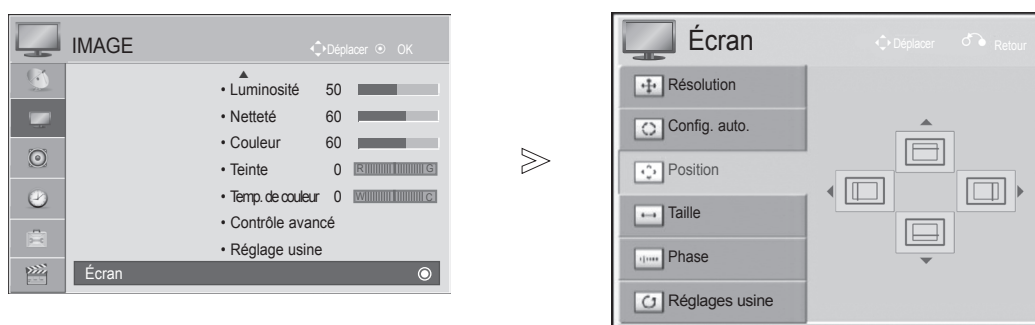 IMAGE
Déplacer OK
• Luminosité 50
• Netteté 60
• Couleur 60
• Teinte 0 R G
• Temp. de couleur 0 W C
• Contrôle avancé
• Réglage usine
Écran
Écran
Déplacer Retour
Résolution
Config. auto.
Position
Taille
Phase
Réglages usine